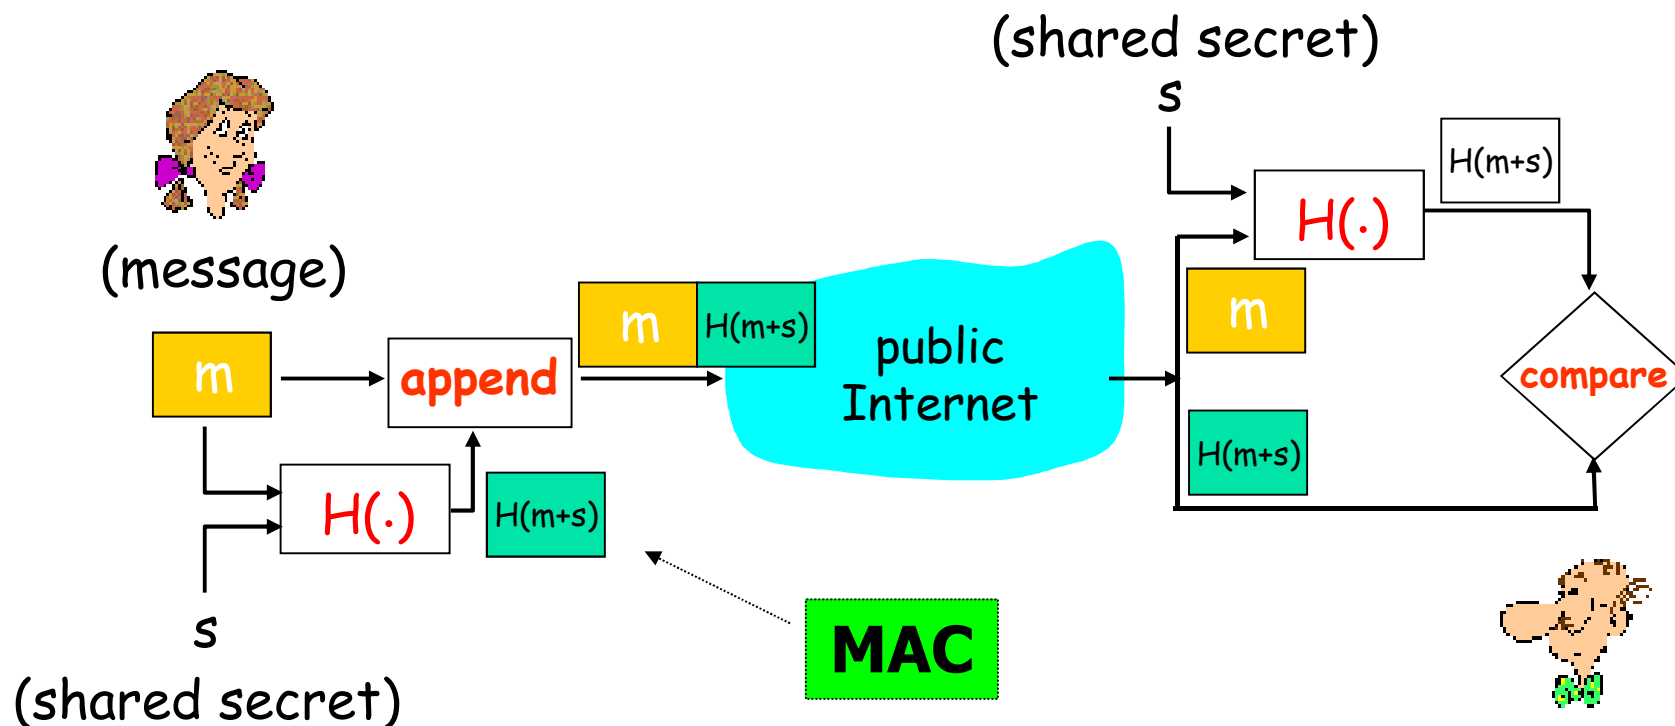 (shared secret)
s
H(m+s)
H(.)
(message)
m
H(m+s)
m
public
Internet
m
append
compare
H(m+s)
H(.)
H(m+s)
s
MAC
(shared secret)